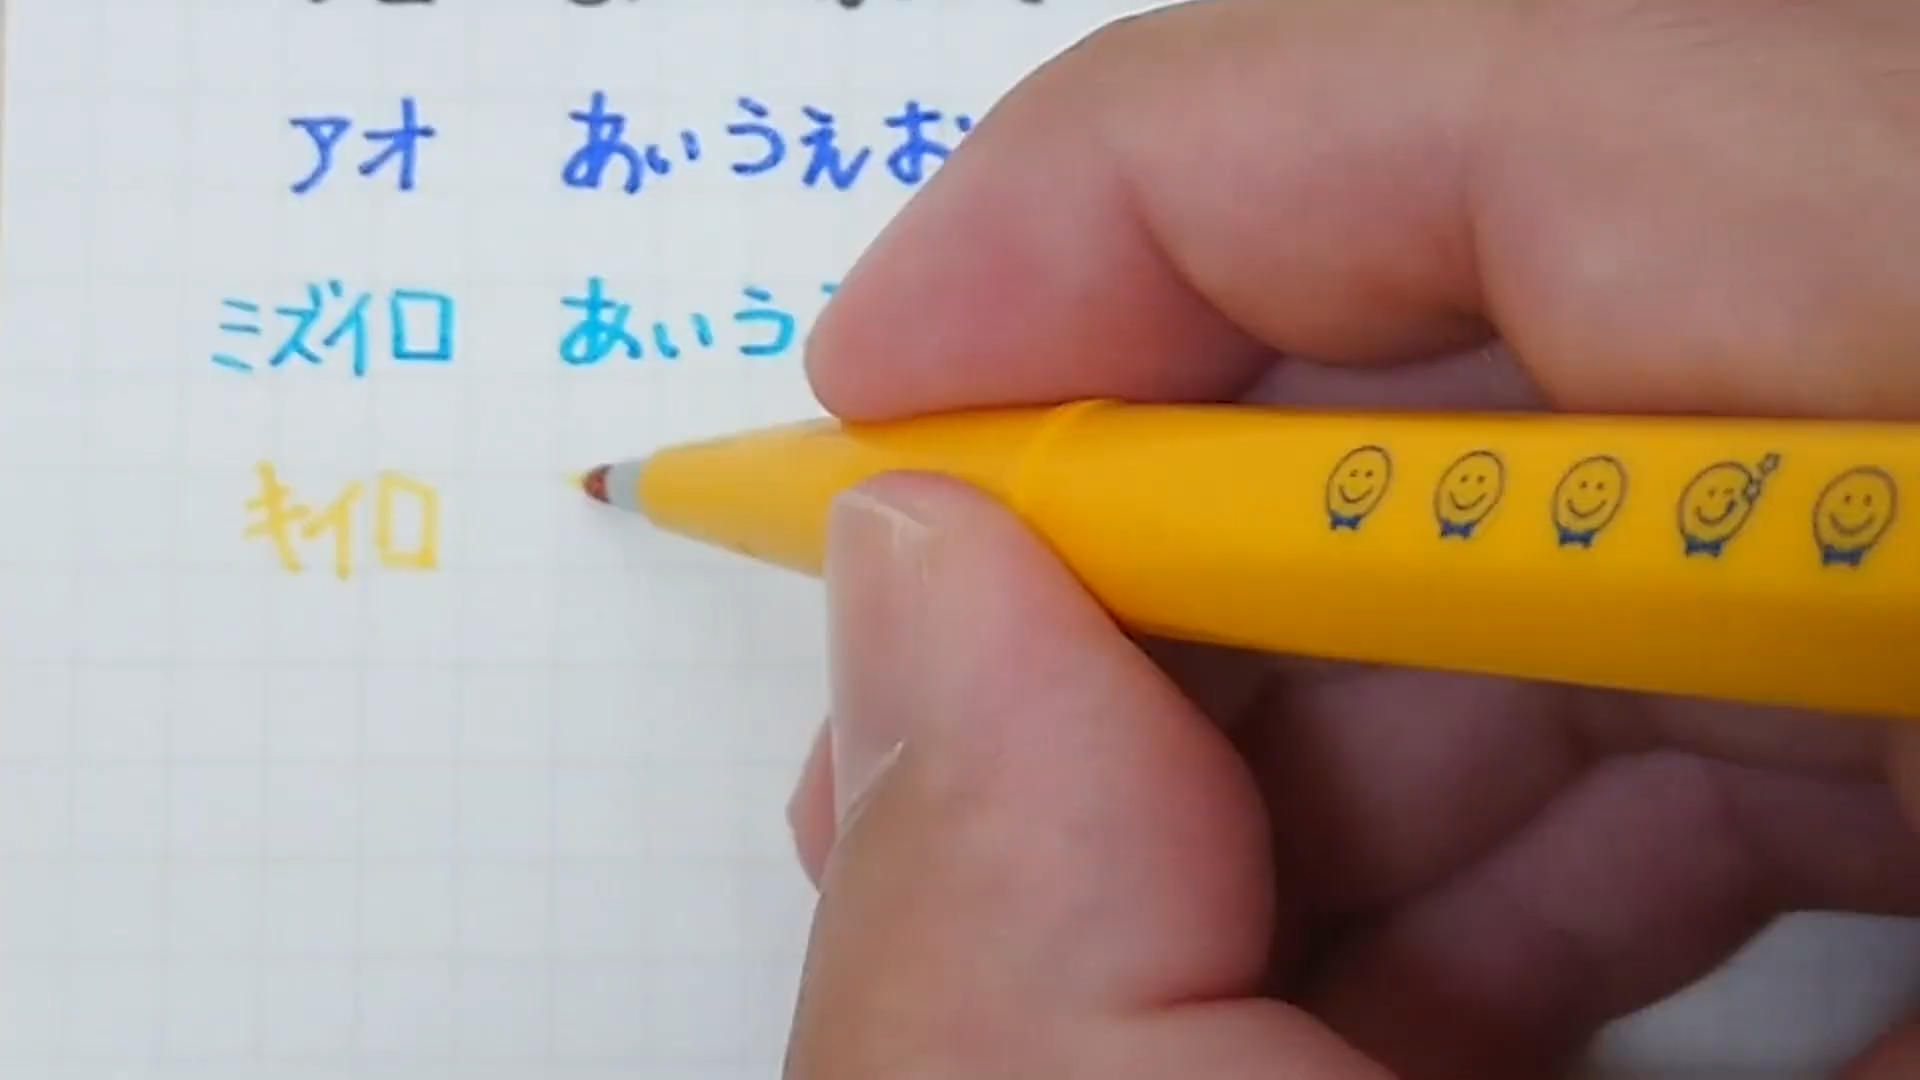 アオ あいうえお
ミズイロ あいう
キイロ